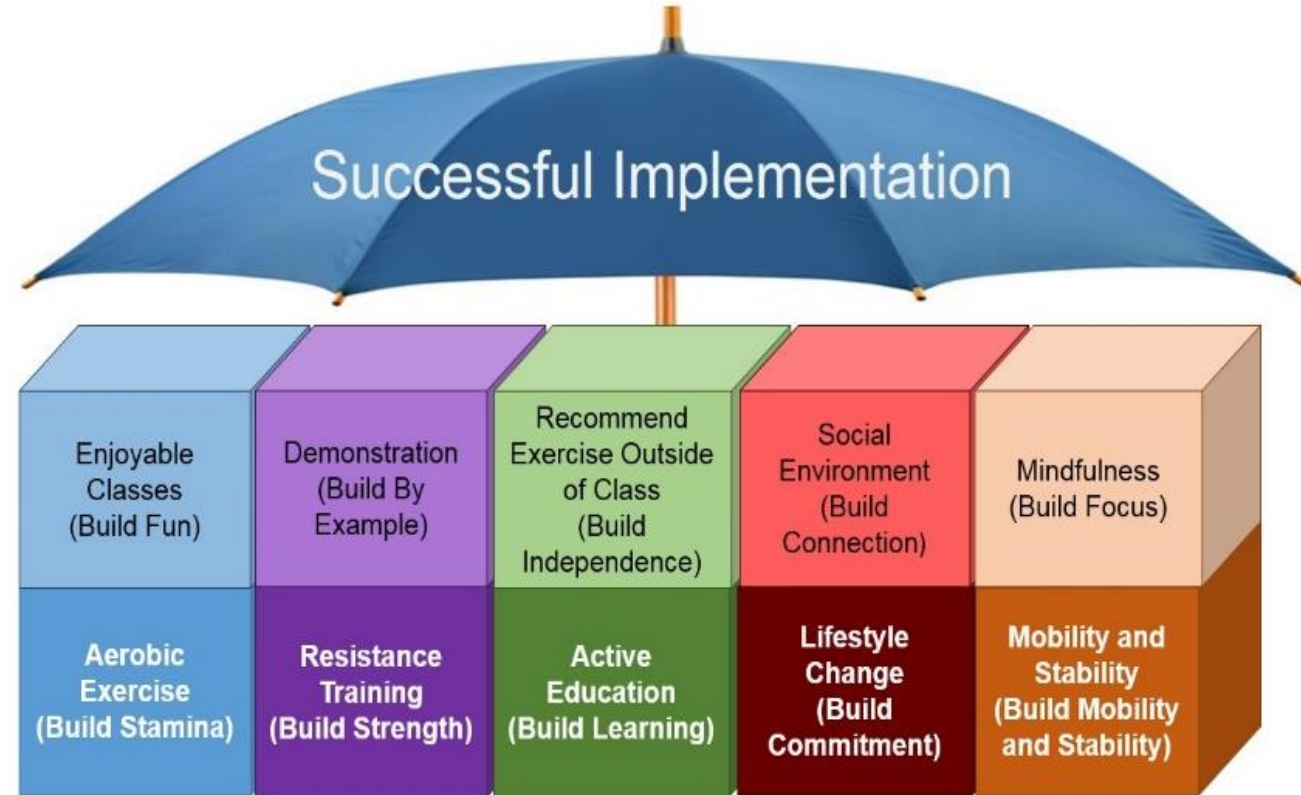 Successful Implementation
Enjoyable
Classes
(Build Fun)
Demonstration
(Build By
Example)
Recommend
Exercise Outside
of Class
(Build
Independence)
Social
Environment
(Build
Connection)
Mindfulness
(Build Focus)
Aerobic
Exercise
(Build Stamina)
Resistance
Training
(Build Strength)
Active
Education
(Build Learning)
Lifestyle
Change
(Build
Commitment)
Mobility and
Stability
(Build Mobility
and Stability)